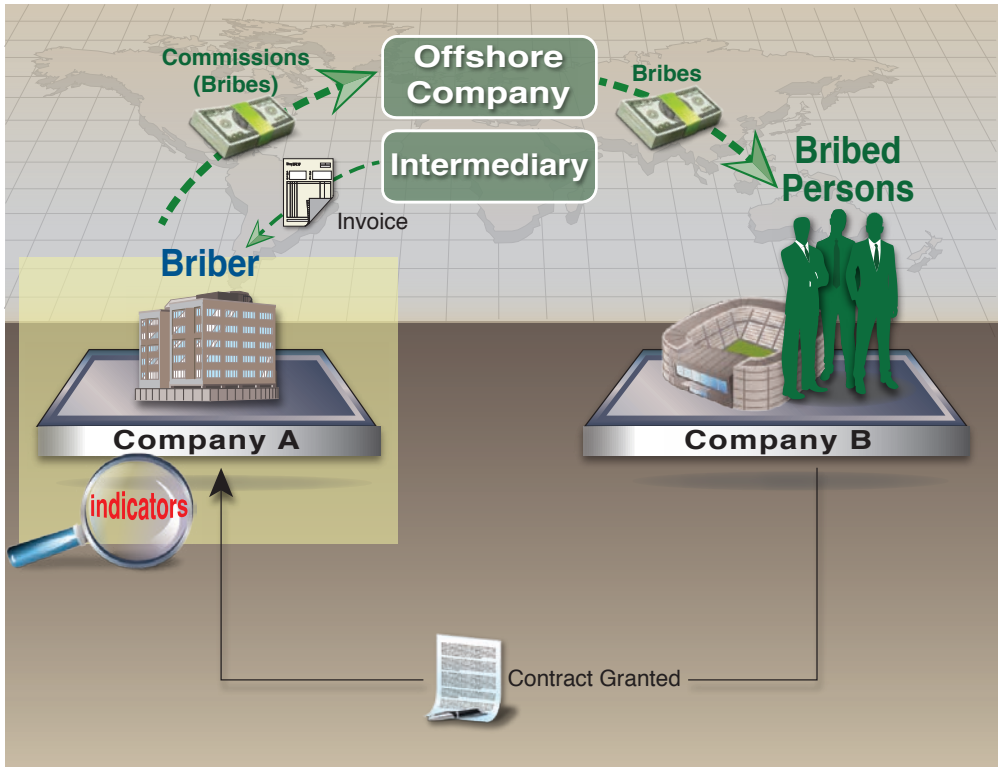 Commissions
(Bribes)
Offshore
Company
Bribes
Intermediary
Invoice
Bribed
Persons
Briber
Company A
Company B
indicators
Contract Granted